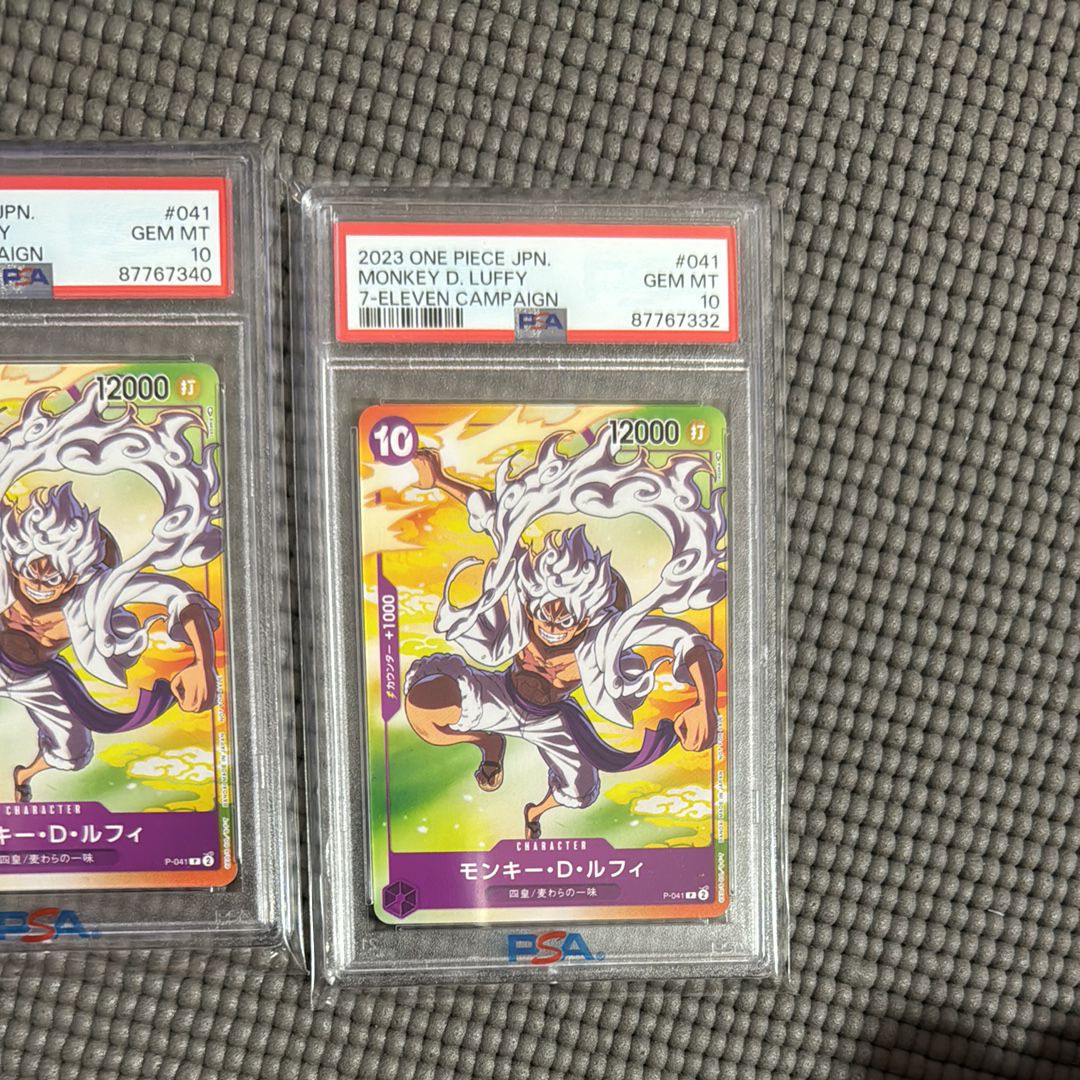 JPN.
#041
Y
GEM MT
AIGN
10
PSA
87767340
12000
打
CHARACTER
キー・D・ルフィ
四皇/麦わらの一味
P-041 P 2
PSA
2023 ONE PIECE JPN.
#041
MONKEY D. LUFFY
GEM MT
7-ELEVEN CAMPAIGN
10
PSA
87767332
10
12000
打
カウンター +1000
CHARACTER
モンキー・D・ルフィ
四皇/麦わらの一味
P-041 P 2
PSA